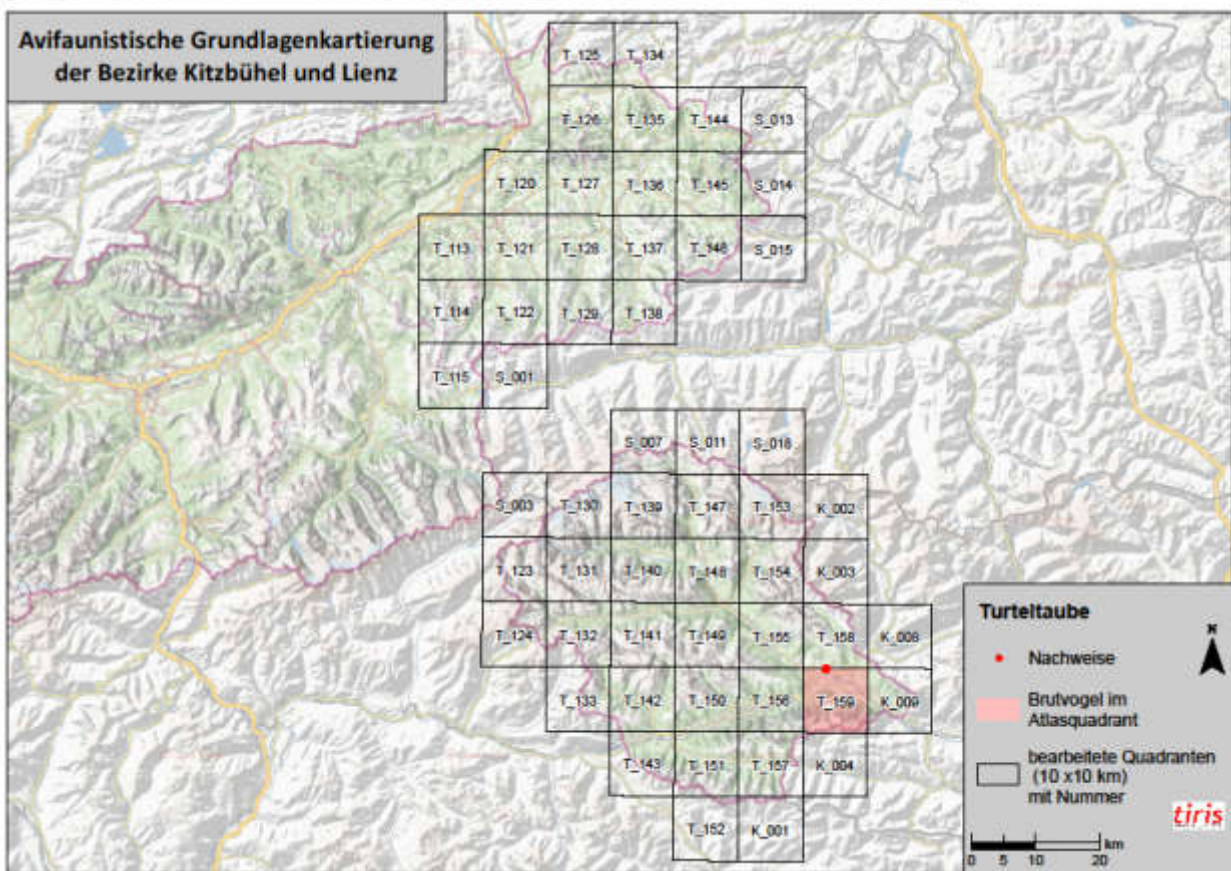 Avifaunistische Grundlagenkartierung
der Bezirke Kitzbühel und Lienz
T_125 T_134
T_126 T_135 T_144 S_013
T_120 T_127 T_136 T_145 S_014
T_113 T_121 T_128 T_137 T_146 S_015
T_114 T_122 T_129 T_138
T_115 S_001
S_007 S_011 S_016
S_003 T_130 T_139 T_147 T_153 K_002
T_123 T_131 T_140 T_148 T_154 K_003
T_124 T_132 T_141 T_149 T_155 T_158 K_008
T_133 T_142 T_150 T_156 T_159 K_009
T_143 T_151 T_157 K_004
T_152 K_001
Turteltaube
N
Nachweise
Brutvogel im
Atlasquadrant
bearbeitete Quadranten
(10 x10 km)
mit Nummer
tiris
km
0 5 10 20